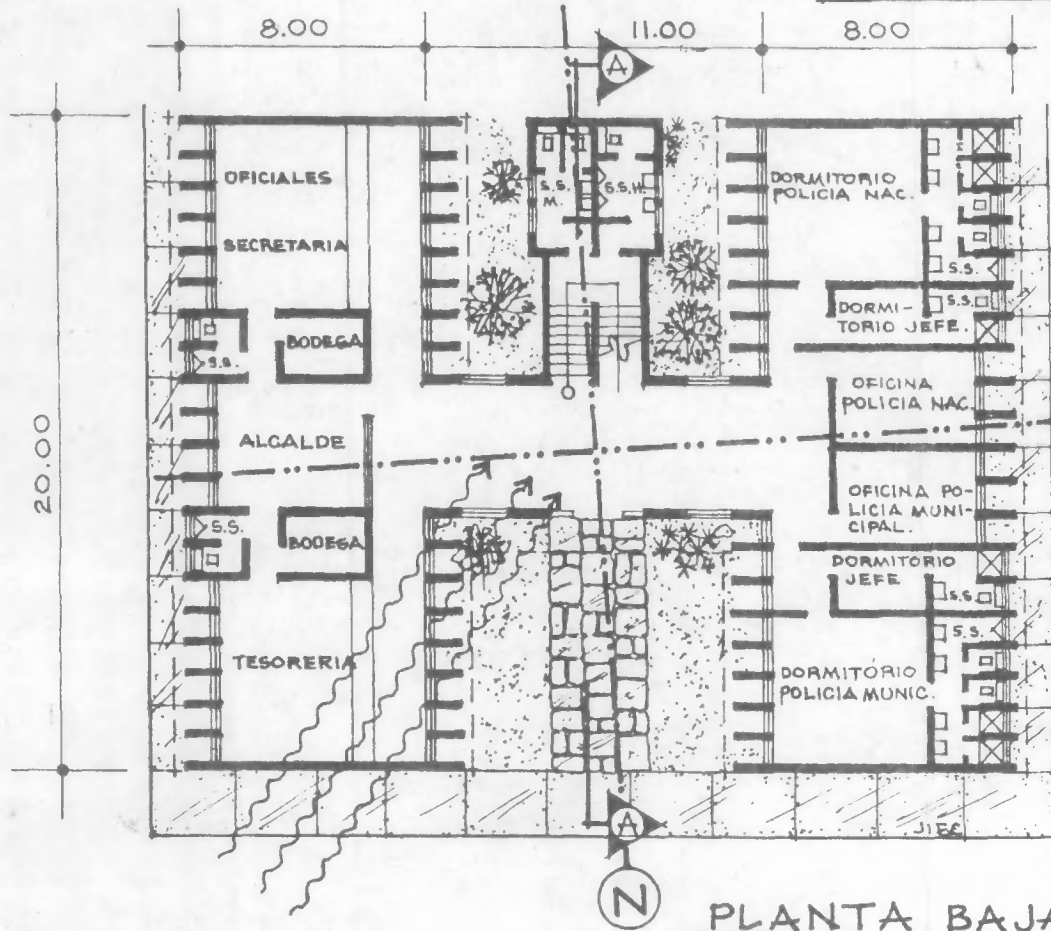 8.00
11.00
8.00
A
20.00
OFICIALES
SECRETARIA
S.S.
BODEGA
ALCALDE
S.S.
BODEGA
TESORERIA
S.S.
M.
S.S.H.
DORMITORIO
POLICIA NAC.
S.S.
DORMI-
TORIO JEFE.
S.S.
OFICINA
POLICIA NAC.
OFICINA PO-
LICIA MUNI-
CIPAL.
DORMITORIO
JEFE
S.S.
S.S.
DORMITORIO
POLICIA MUNIC.
A
N
PLANTA BAJA